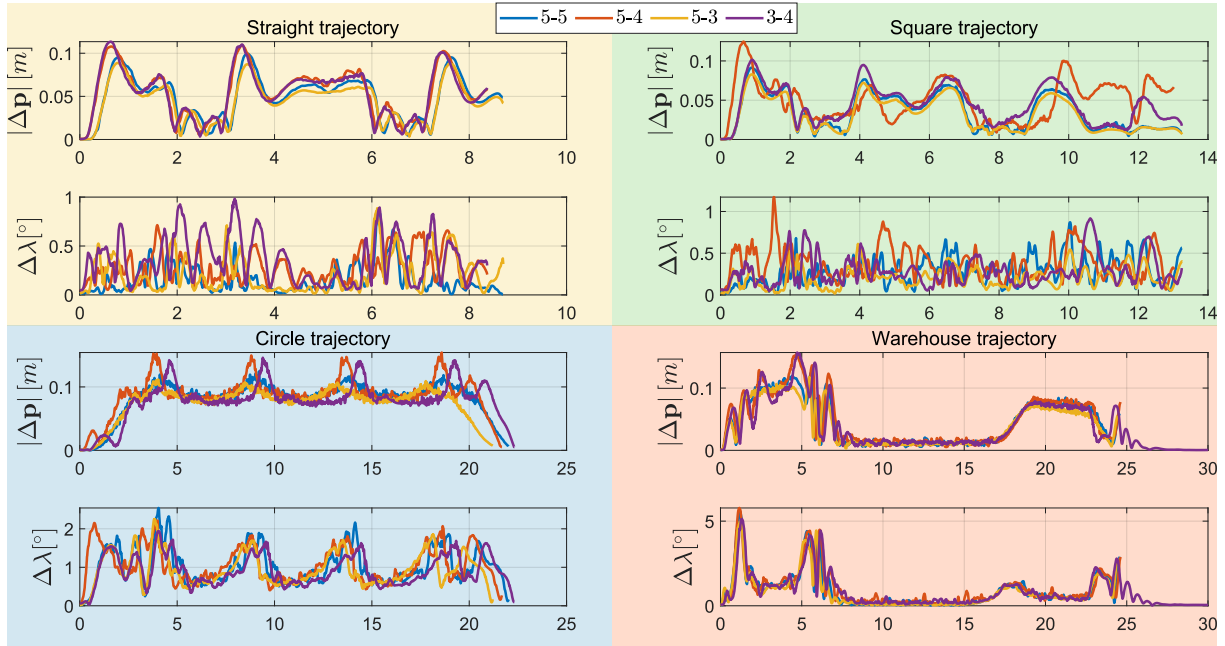 5-5 5-4 5-3 3-4
Straight trajectory
|Δp| [m]
0.1
0.05
0
0 2 4 6 8 10
Δλ[°]
1
0.5
0
0 2 4 6 8 10
Square trajectory
|Δp| [m]
0.1
0.05
0
0 2 4 6 8 10 12 14
Δλ[°]
1
0.5
0
0 2 4 6 8 10 12 14
Circle trajectory
|Δp| [m]
0.1
0
0 5 10 15 20 25
Δλ[°]
2
1
0
0 5 10 15 20 25
Warehouse trajectory
|Δp| [m]
0.1
0
0 5 10 15 20 25 30
Δλ[°]
5
0
0 5 10 15 20 25 30